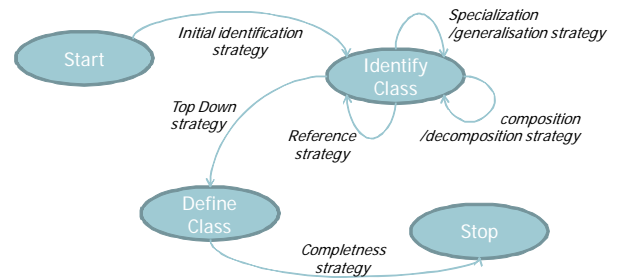 Specialization
/generalisation strategy
Initial identification
strategy
Start
Identify
Class
Top Down
strategy
Reference
strategy
composition
/decomposition strategy
Define
Class
Stop
Completness
strategy